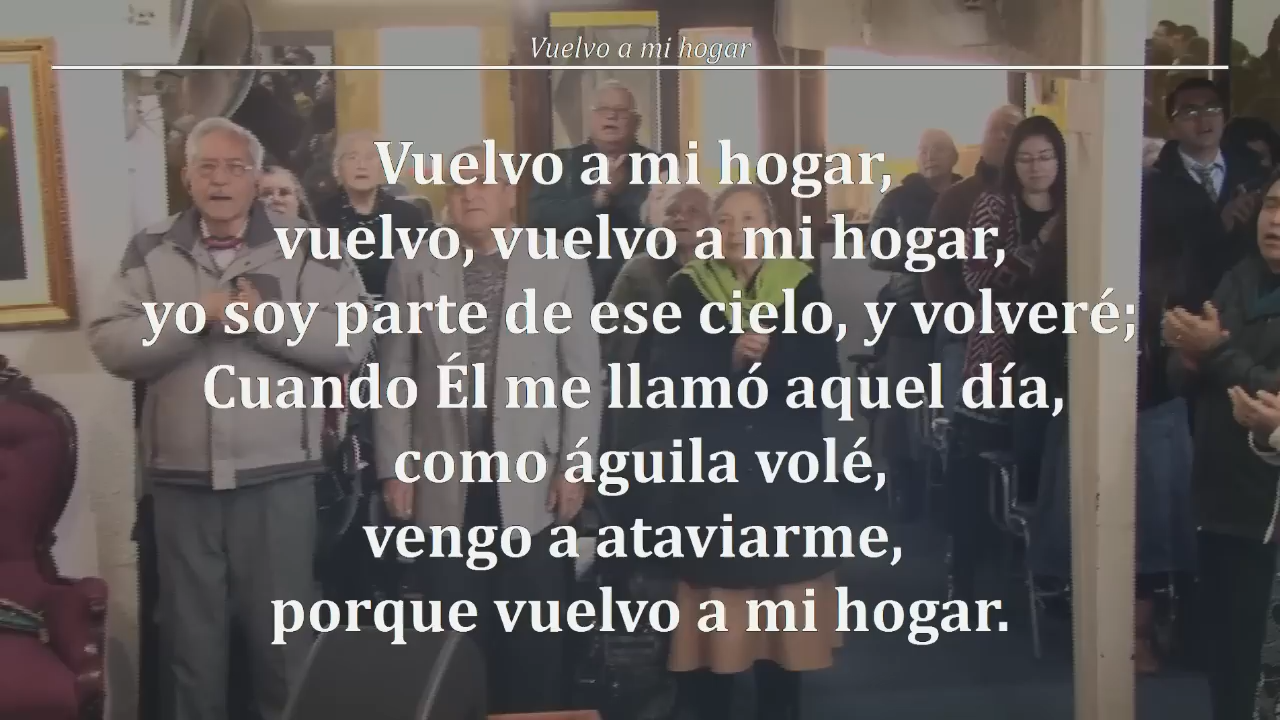 Vuelvo a mi hogar
Vuelvo a mi hogar,
vuelvo, vuelvo a mi hogar,
yo soy parte de ese cielo, y volveré;
Cuando Él me llamó aquel día,
como águila volé,
vengo a ataviarme,
porque vuelvo a mi hogar.